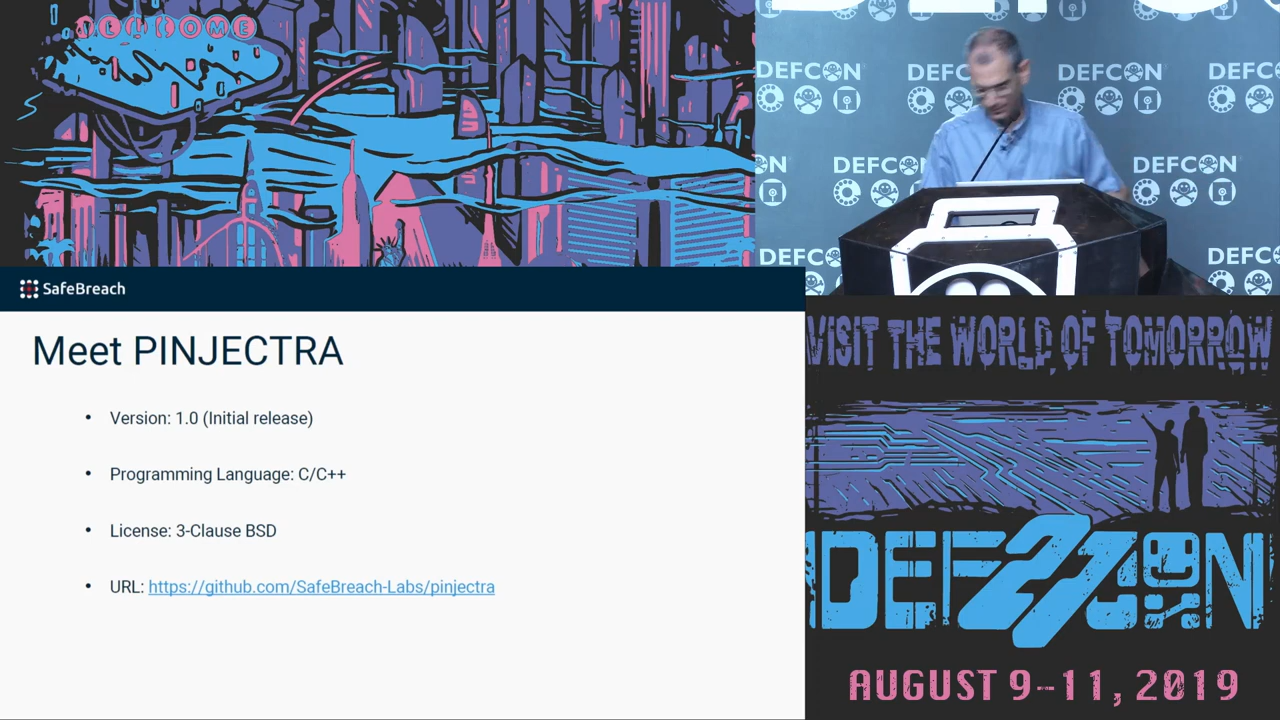 WELCOME
DEFCON
DEFCON
DEFCON
DEFCON
DEFCON
DEFCON
DEFCON
DEFCON
SafeBreach
Meet PINJECTRA
• Version: 1.0 (Initial release)
• Programming Language: C/C++
• License: 3-Clause BSD
• URL: https://github.com/SafeBreach-Labs/pinjectra
VISIT THE WORLD OF TOMORROW
DEFCON
27
AUGUST 9-11, 2019